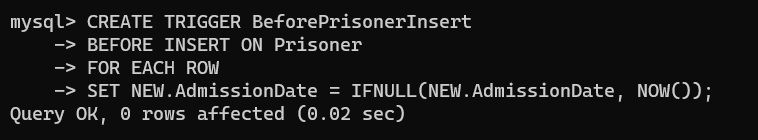 mysql> CREATE TRIGGER BeforePrisonerInsert
    -> BEFORE INSERT ON Prisoner
    -> FOR EACH ROW
    -> SET NEW.AdmissionDate = IFNULL(NEW.AdmissionDate, NOW());
Query OK, 0 rows affected (0.02 sec)